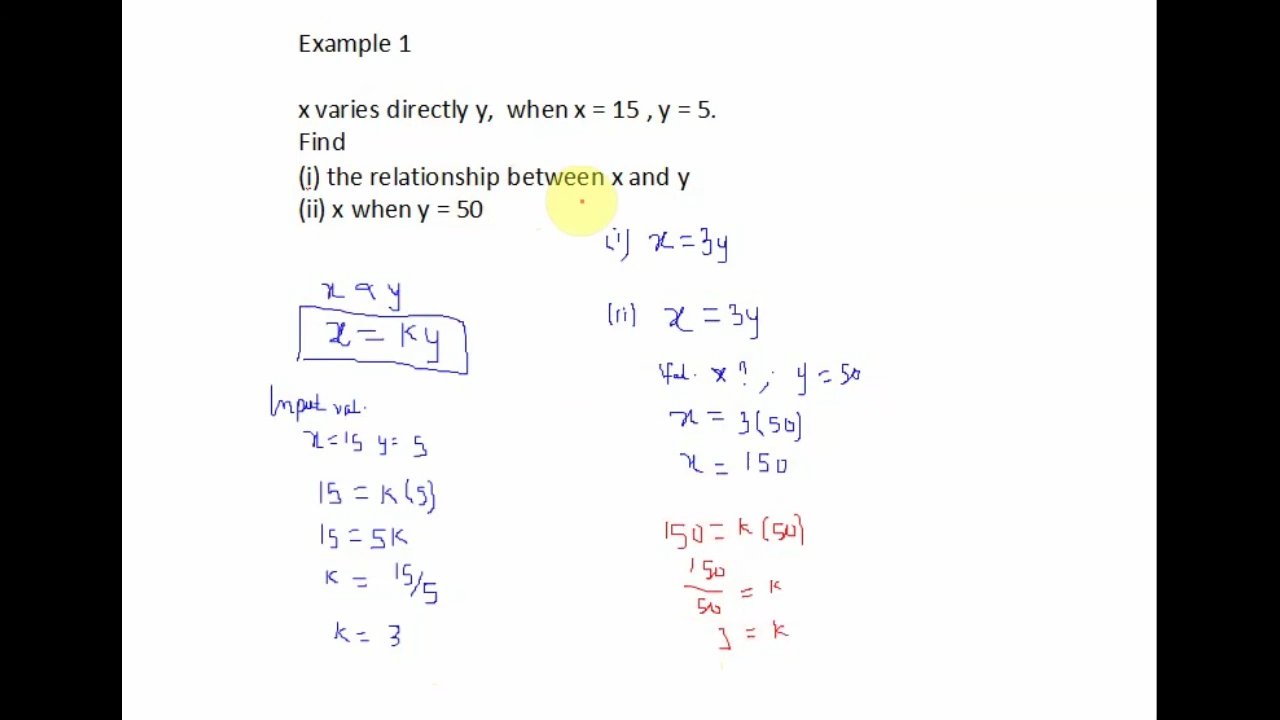 Example 1
x varies directly y, when x = 15 , y = 5.
Find
(i) the relationship between x and y
(ii) x when y = 50
x α y
x = Ky
Input val.
x=15 y= 5
15 = K(5)
15 = 5K
K = 15/5
K = 3
(i) x = 3y
(ii) x = 3y
Val. x ? , y = 50
x = 3(50)
x = 150
150 = K(50)
150/50 = K
3 = K